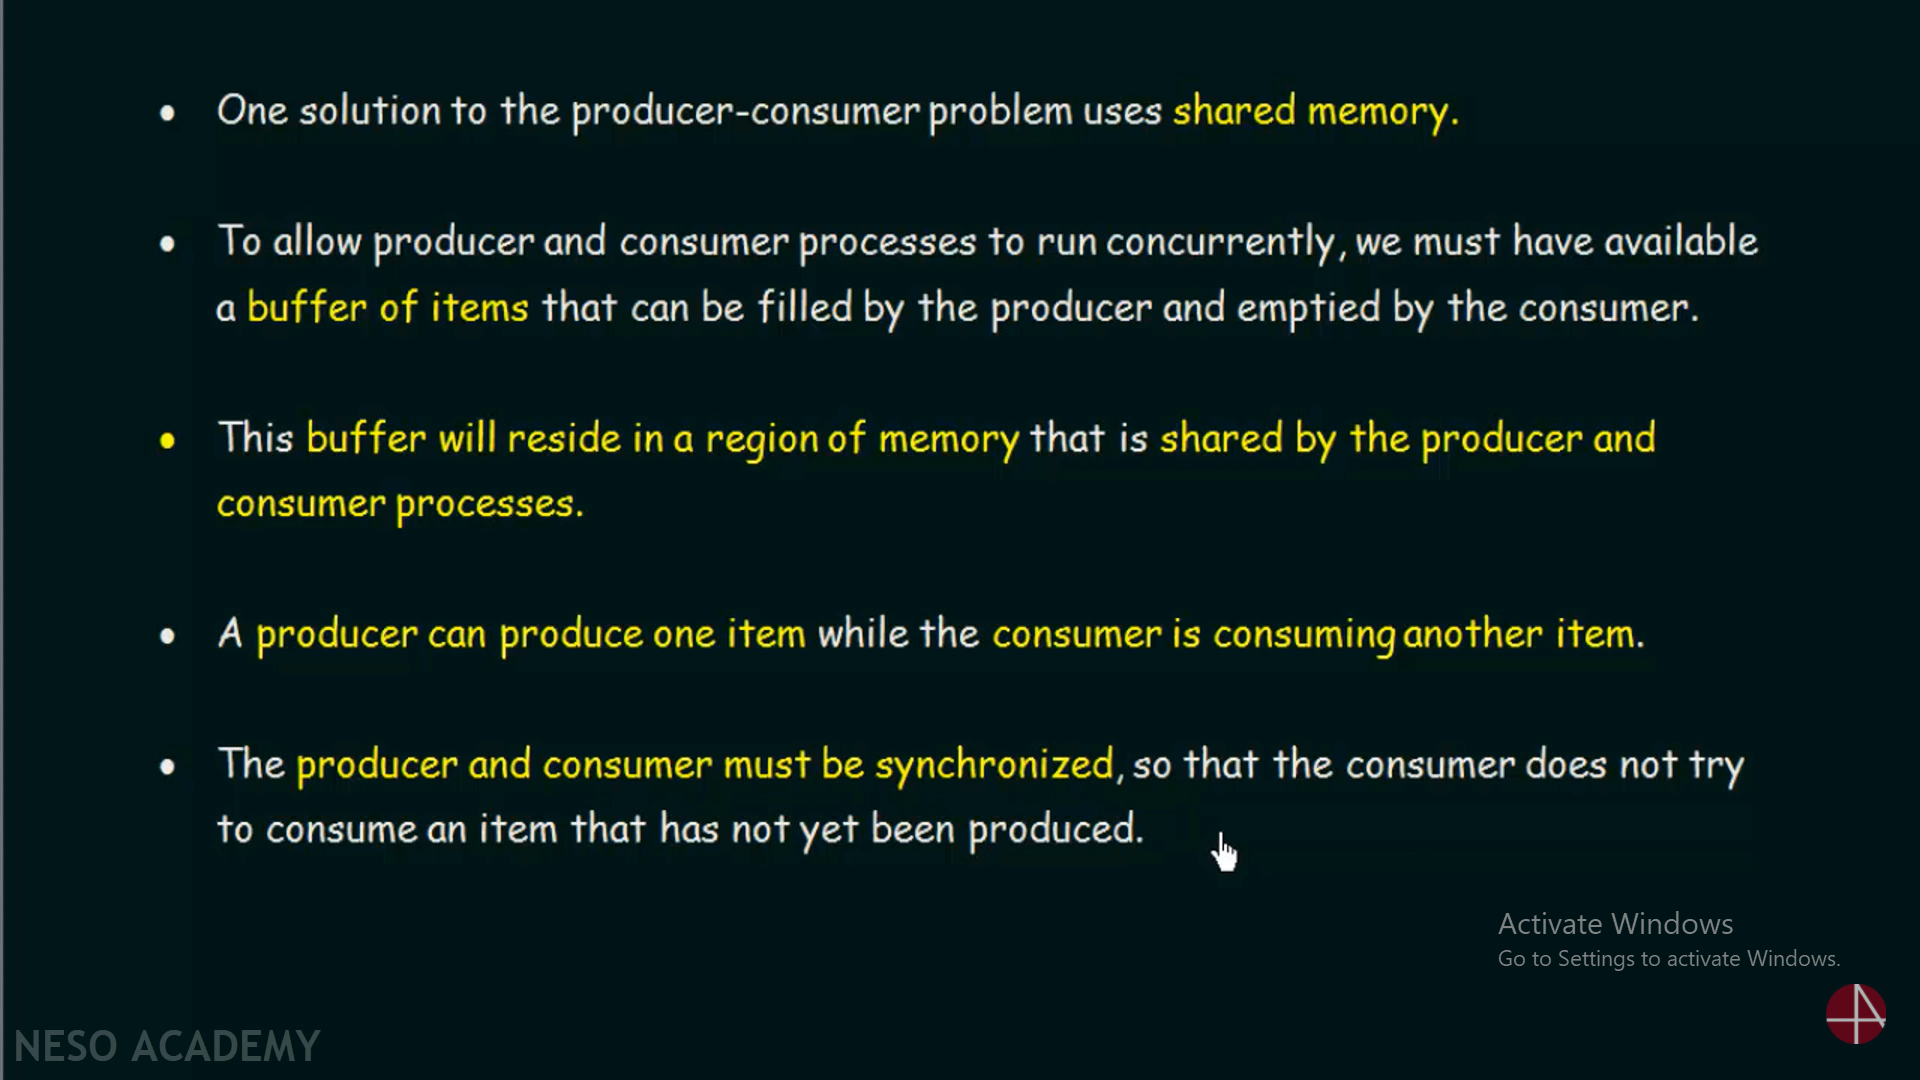 • One solution to the producer-consumer problem uses shared memory.
• To allow producer and consumer processes to run concurrently, we must have available
a buffer of items that can be filled by the producer and emptied by the consumer.
• This buffer will reside in a region of memory that is shared by the producer and
consumer processes.
• A producer can produce one item while the consumer is consuming another item.
• The producer and consumer must be synchronized, so that the consumer does not try
to consume an item that has not yet been produced.
Activate Windows
Go to Settings to activate Windows.
NESO ACADEMY